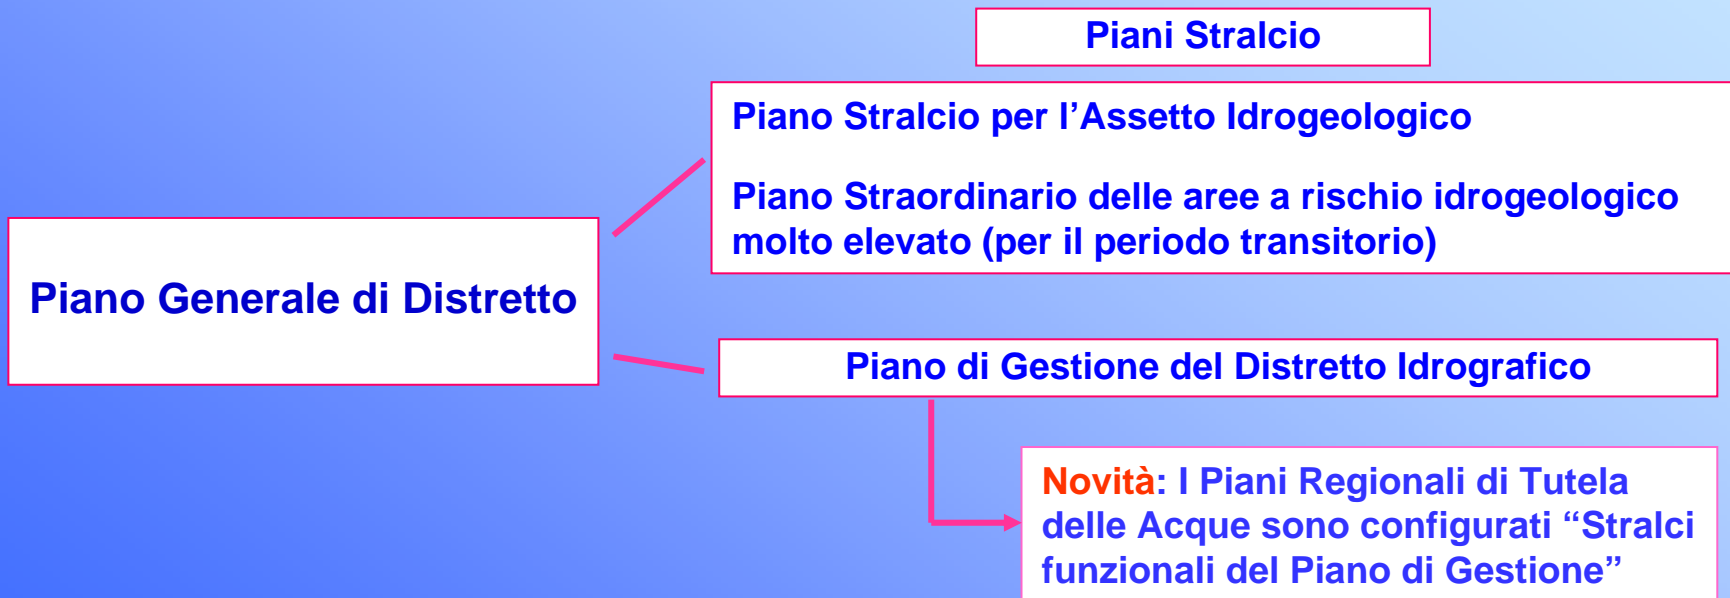 Piani Stralcio
Piano Stralcio per l’Assetto Idrogeologico
Piano Straordinario delle aree a rischio idrogeologico
molto elevato (per il periodo transitorio)
Piano Generale di Distretto
Piano di Gestione del Distretto Idrografico
Novità: I Piani Regionali di Tutela
delle Acque sono configurati “Stralci
funzionali del Piano di Gestione”